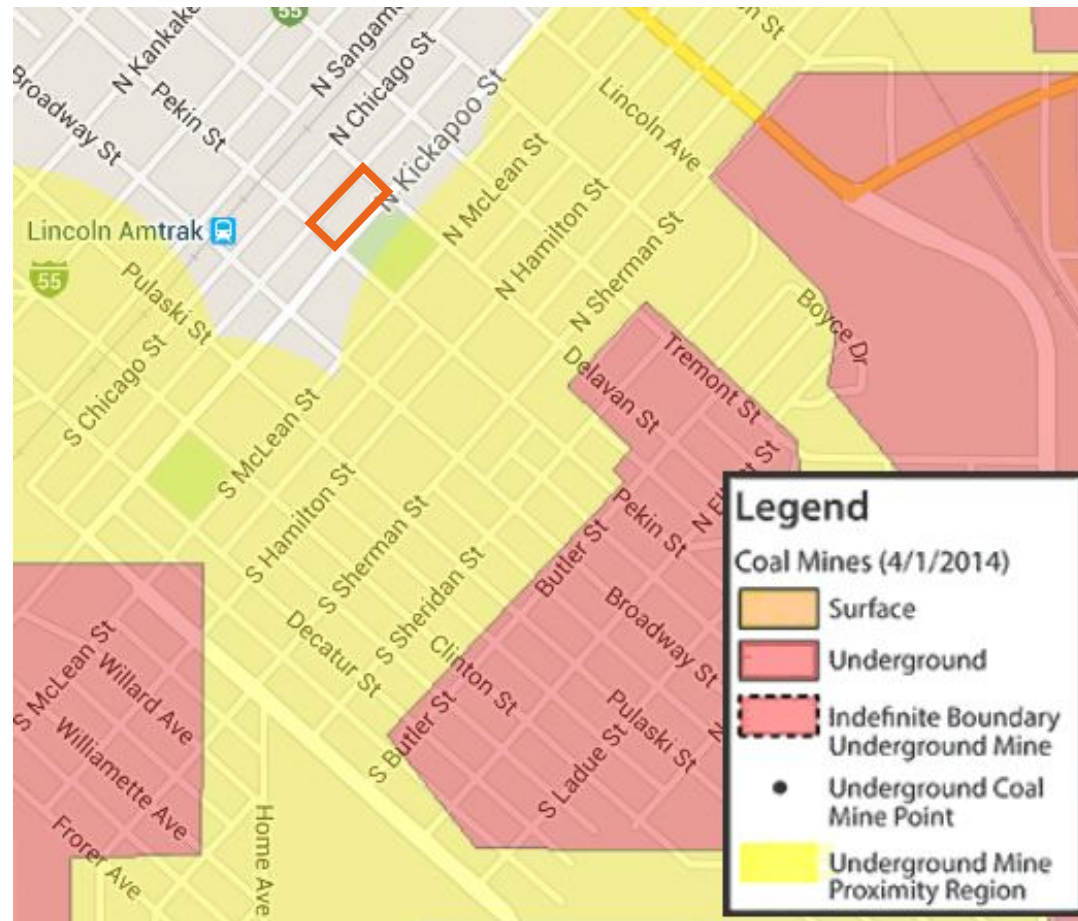 55
N Kankake
N Sangam
N Chicago St
N Kickapoo St
Broadway St
Pekin St
Lincoln Ave
N McLean St
N Hamilton St
N Sherman St
Lincoln Amtrak
55
Pulaski St
S Chicago St
Boyce Dr
Tremont St
Delavan St
S McLean St
S Hamilton St
S Sherman St
S Sheridan St
Decatur St
Clinton St
S Butler St
Butler St
Pekin St
Broadway St
Pulaski St
S Ladue St
S McLean St
Willard Ave
Williamette Ave
Frorer Ave
Home Ave
Legend
Coal Mines (4/1/2014)
Surface
Underground
Indefinite Boundary
Underground Mine
Underground Coal
Mine Point
Underground Mine
Proximity Region